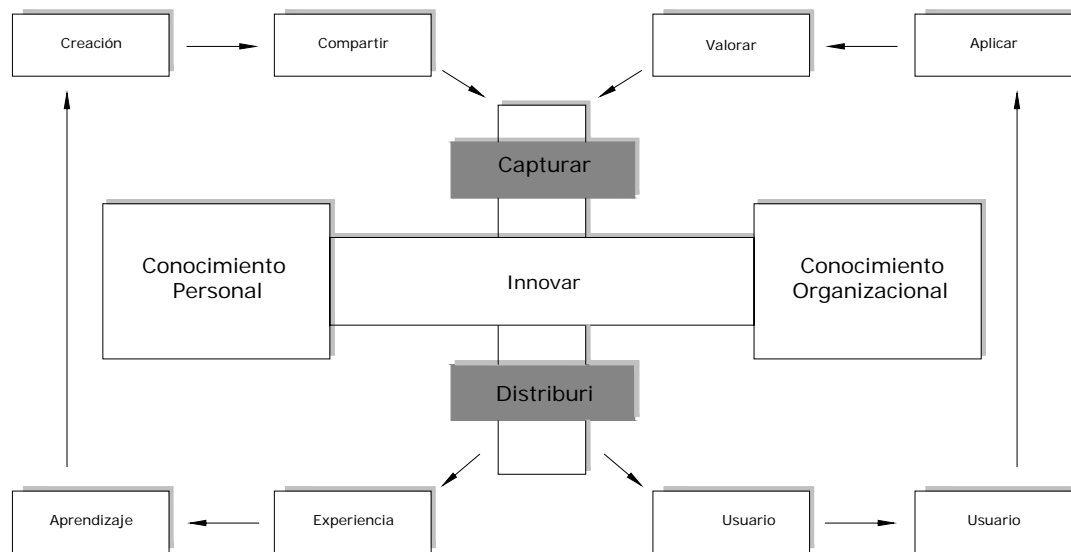 Creación
Compartir
Valorar
Aplicar
Capturar
Conocimiento
Personal
Innovar
Conocimiento
Organizacional
Distriburi
Aprendizaje
Experiencia
Usuario
Usuario